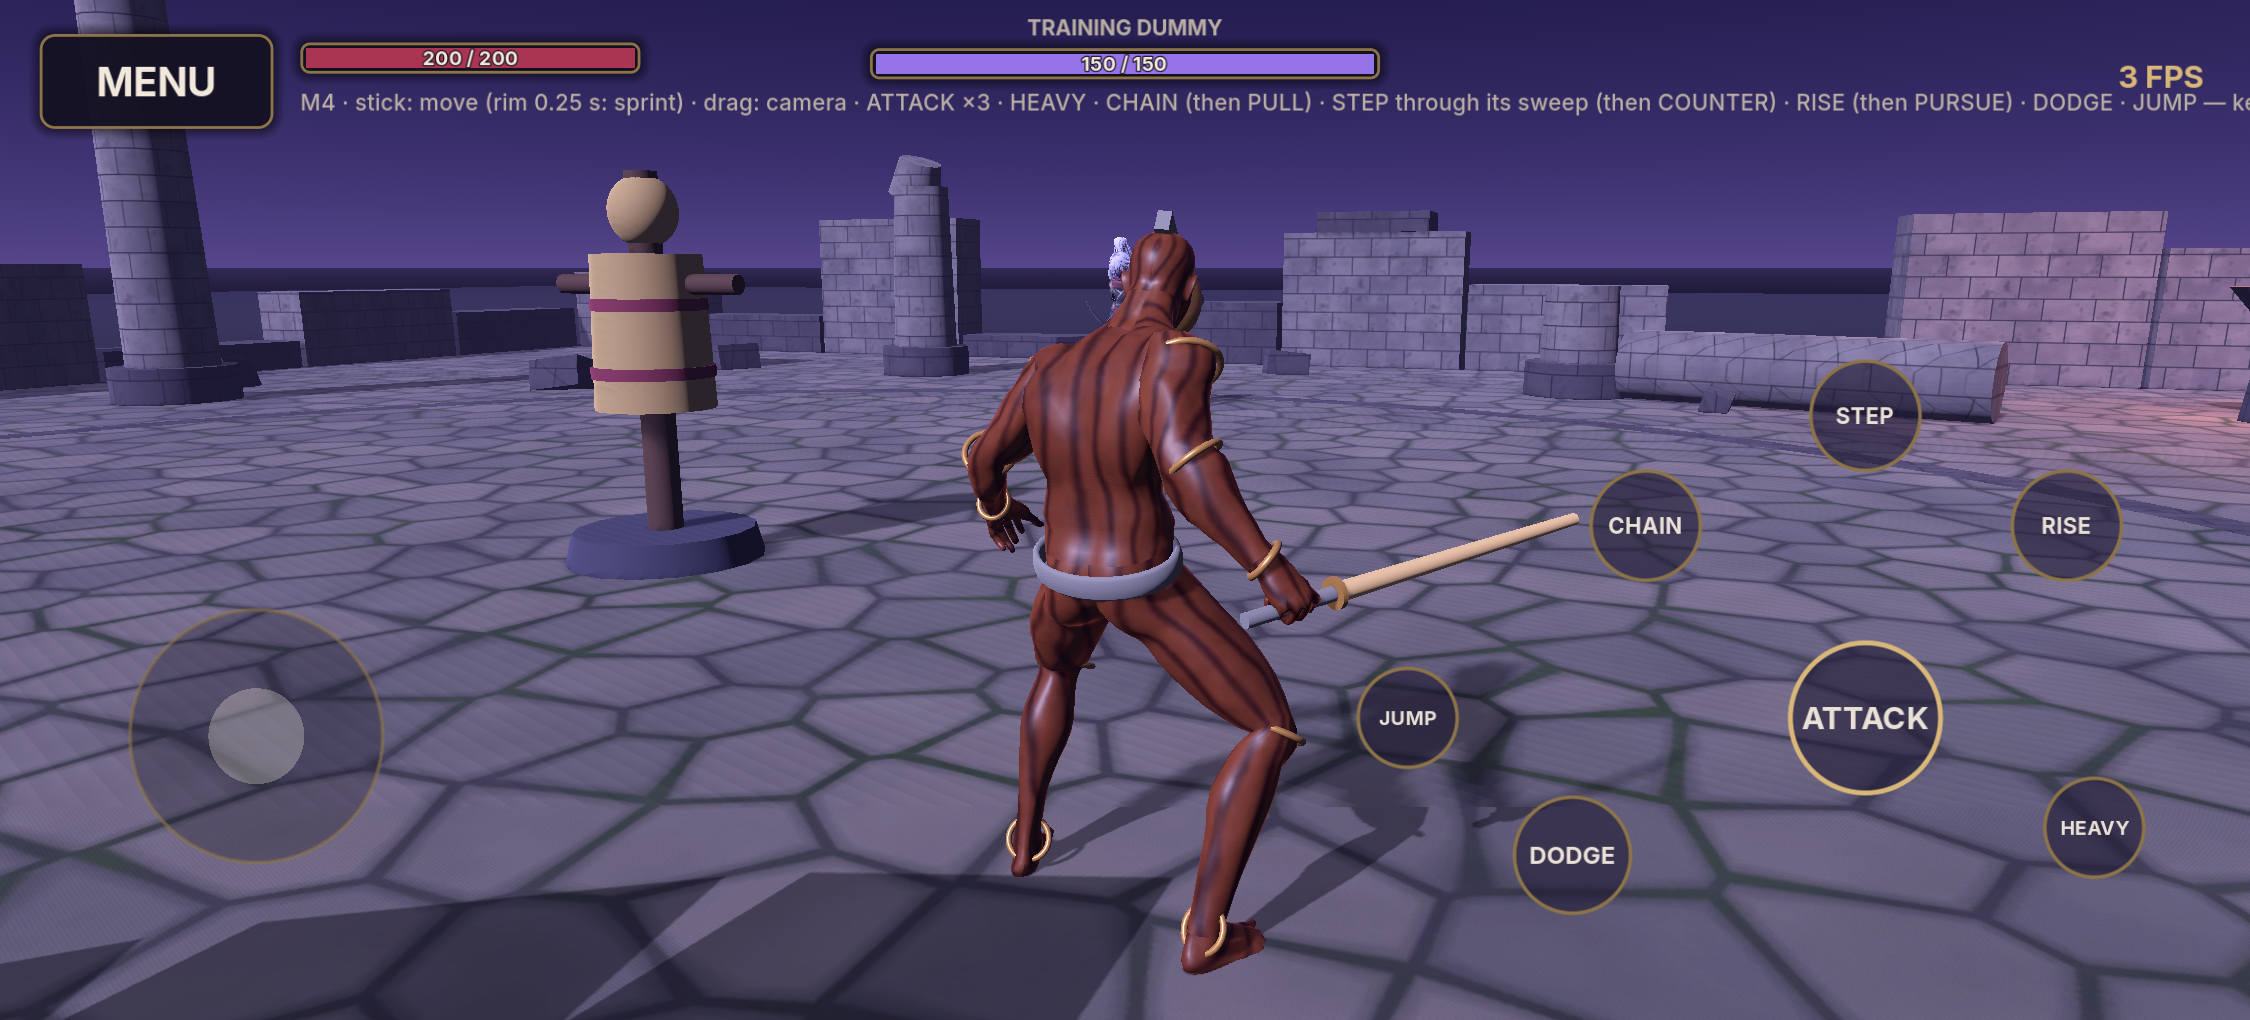 TRAINING DUMMY
MENU
200 / 200
150 / 150
3 FPS
M4 · stick: move (rim 0.25 s: sprint) · drag: camera · ATTACK ×3 · HEAVY · CHAIN (then PULL) · STEP through its sweep (then COUNTER) · RISE (then PURSUE) · DODGE · JUMP — ke
STEP
CHAIN
RISE
JUMP
ATTACK
HEAVY
DODGE